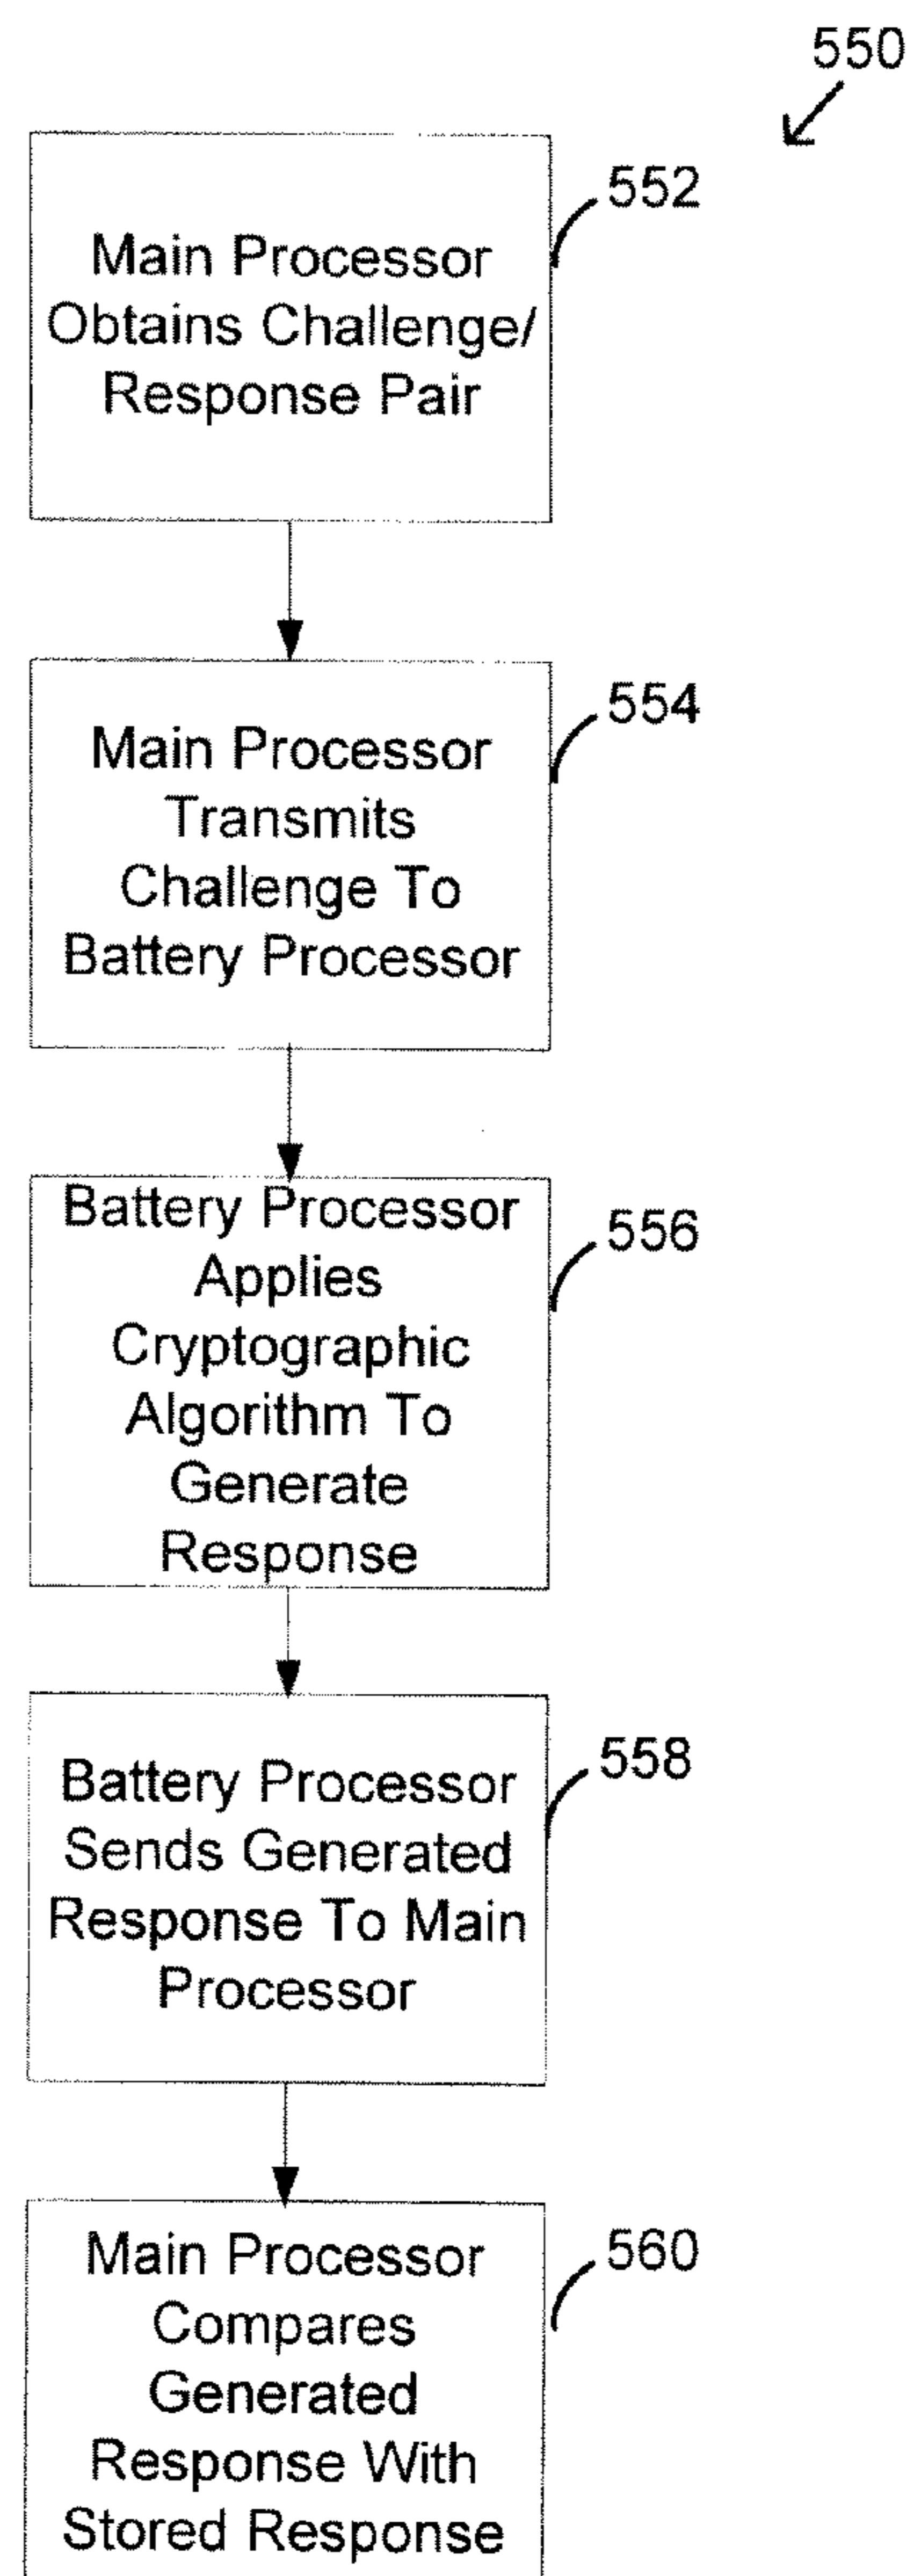 550
552
Main Processor
Obtains Challenge/
Response Pair
554
Main Processor
Transmits
Challenge To
Battery Processor
556
Battery Processor
Applies
Cryptographic
Algorithm To
Generate
Response
558
Battery Processor
Sends Generated
Response To Main
Processor
560
Main Processor
Compares
Generated
Response With
Stored Response